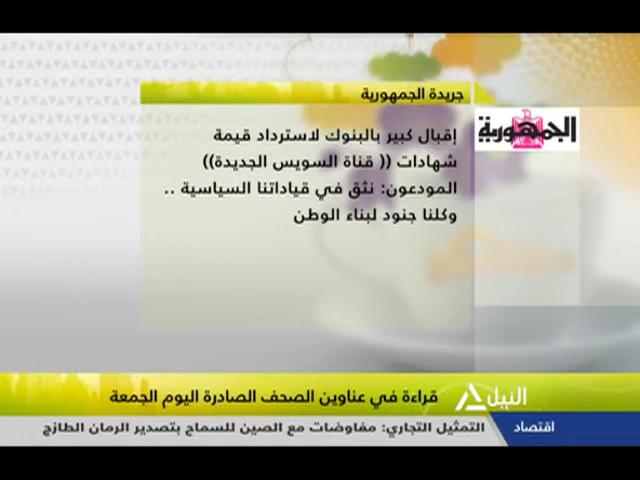 جريدة الجمهورية
الجمهورية
إقبال كبير بالبنوك لاسترداد قيمة
شهادات (( قناة السويس الجديدة))
المودعون: نثق في قياداتنا السياسية ..
وكلنا جنود لبناء الوطن
النيل
قراءة في عناوين الصحف الصادرة اليوم الجمعة
اقتصاد
التمثيل التجاري: مفاوضات مع الصين للسماح بتصدير الرمان الطازج